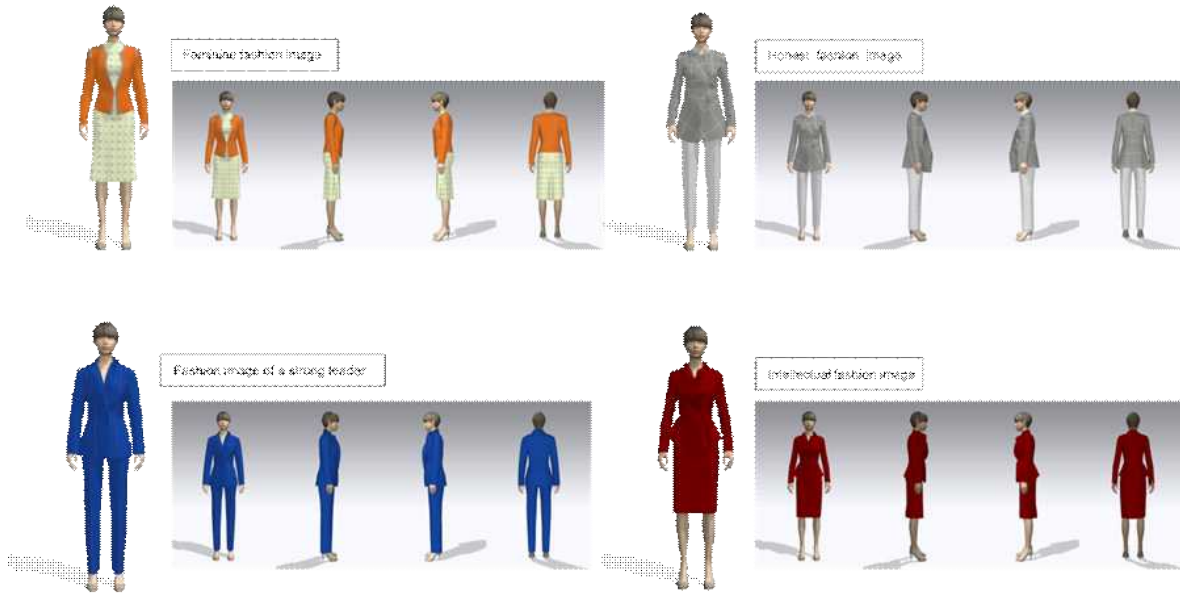 Feminine fashion image
Honest fashion image
Fashion image of a strong leader
Intellectual fashion image